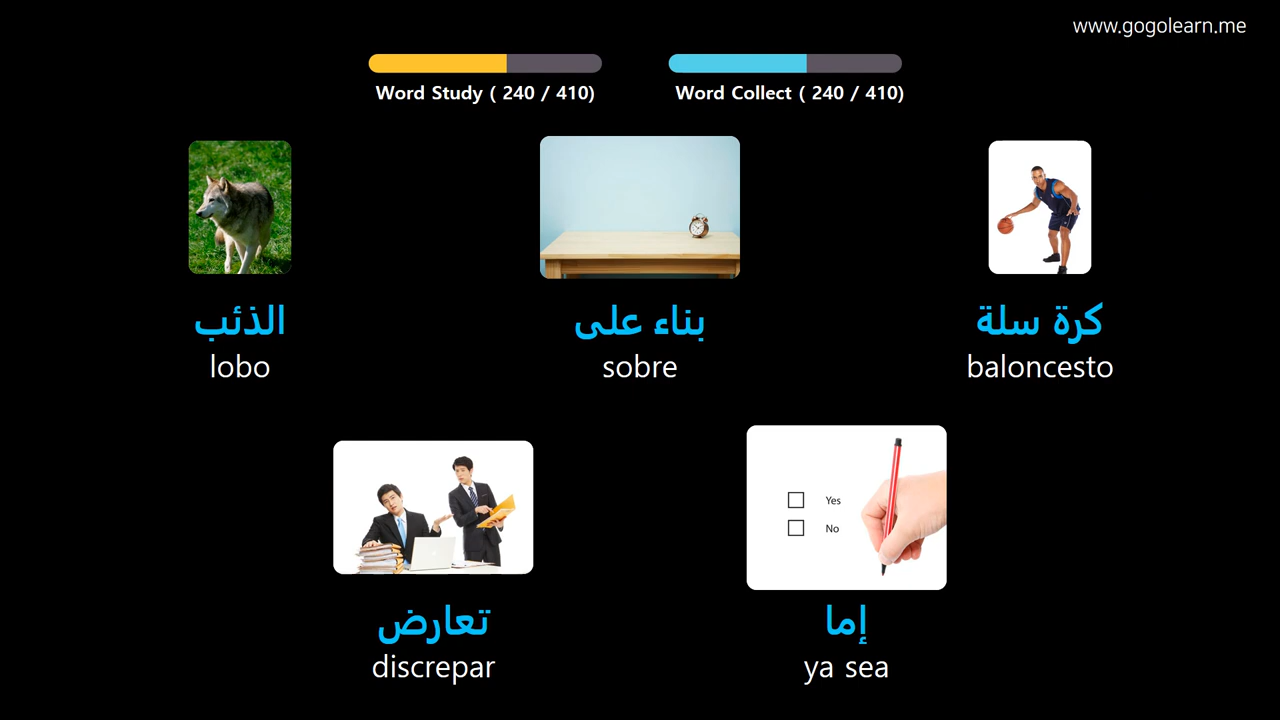 www.gogolearn.me
Word Study ( 240 / 410)
Word Collect ( 240 / 410)
الذئب
lobo
بناء على
sobre
كرة سلة
baloncesto
تعارض
discrepar
Yes
No
إما
ya sea